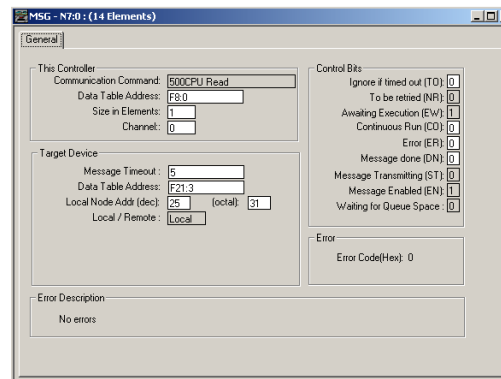 MSG - N7:0 : (14 Elements)
General
This Controller
Communication Command: 500CPU Read
Data Table Address: F8:0
Size in Elements: 1
Channel: 0
Target Device
Message Timeout : 5
Data Table Address: F21:3
Local Node Addr (dec): 25 (octal): 31
Local / Remote : Local
Control Bits
Ignore if timed out (TO): 0
To be retried (NR): 0
Awaiting Execution (EW): 1
Continuous Run (CO): 0
Error (ER): 0
Message done (DN): 0
Message Transmitting (ST): 0
Message Enabled (EN): 1
Waiting for Queue Space : 0
Error
Error Code(Hex): 0
Error Description
No errors